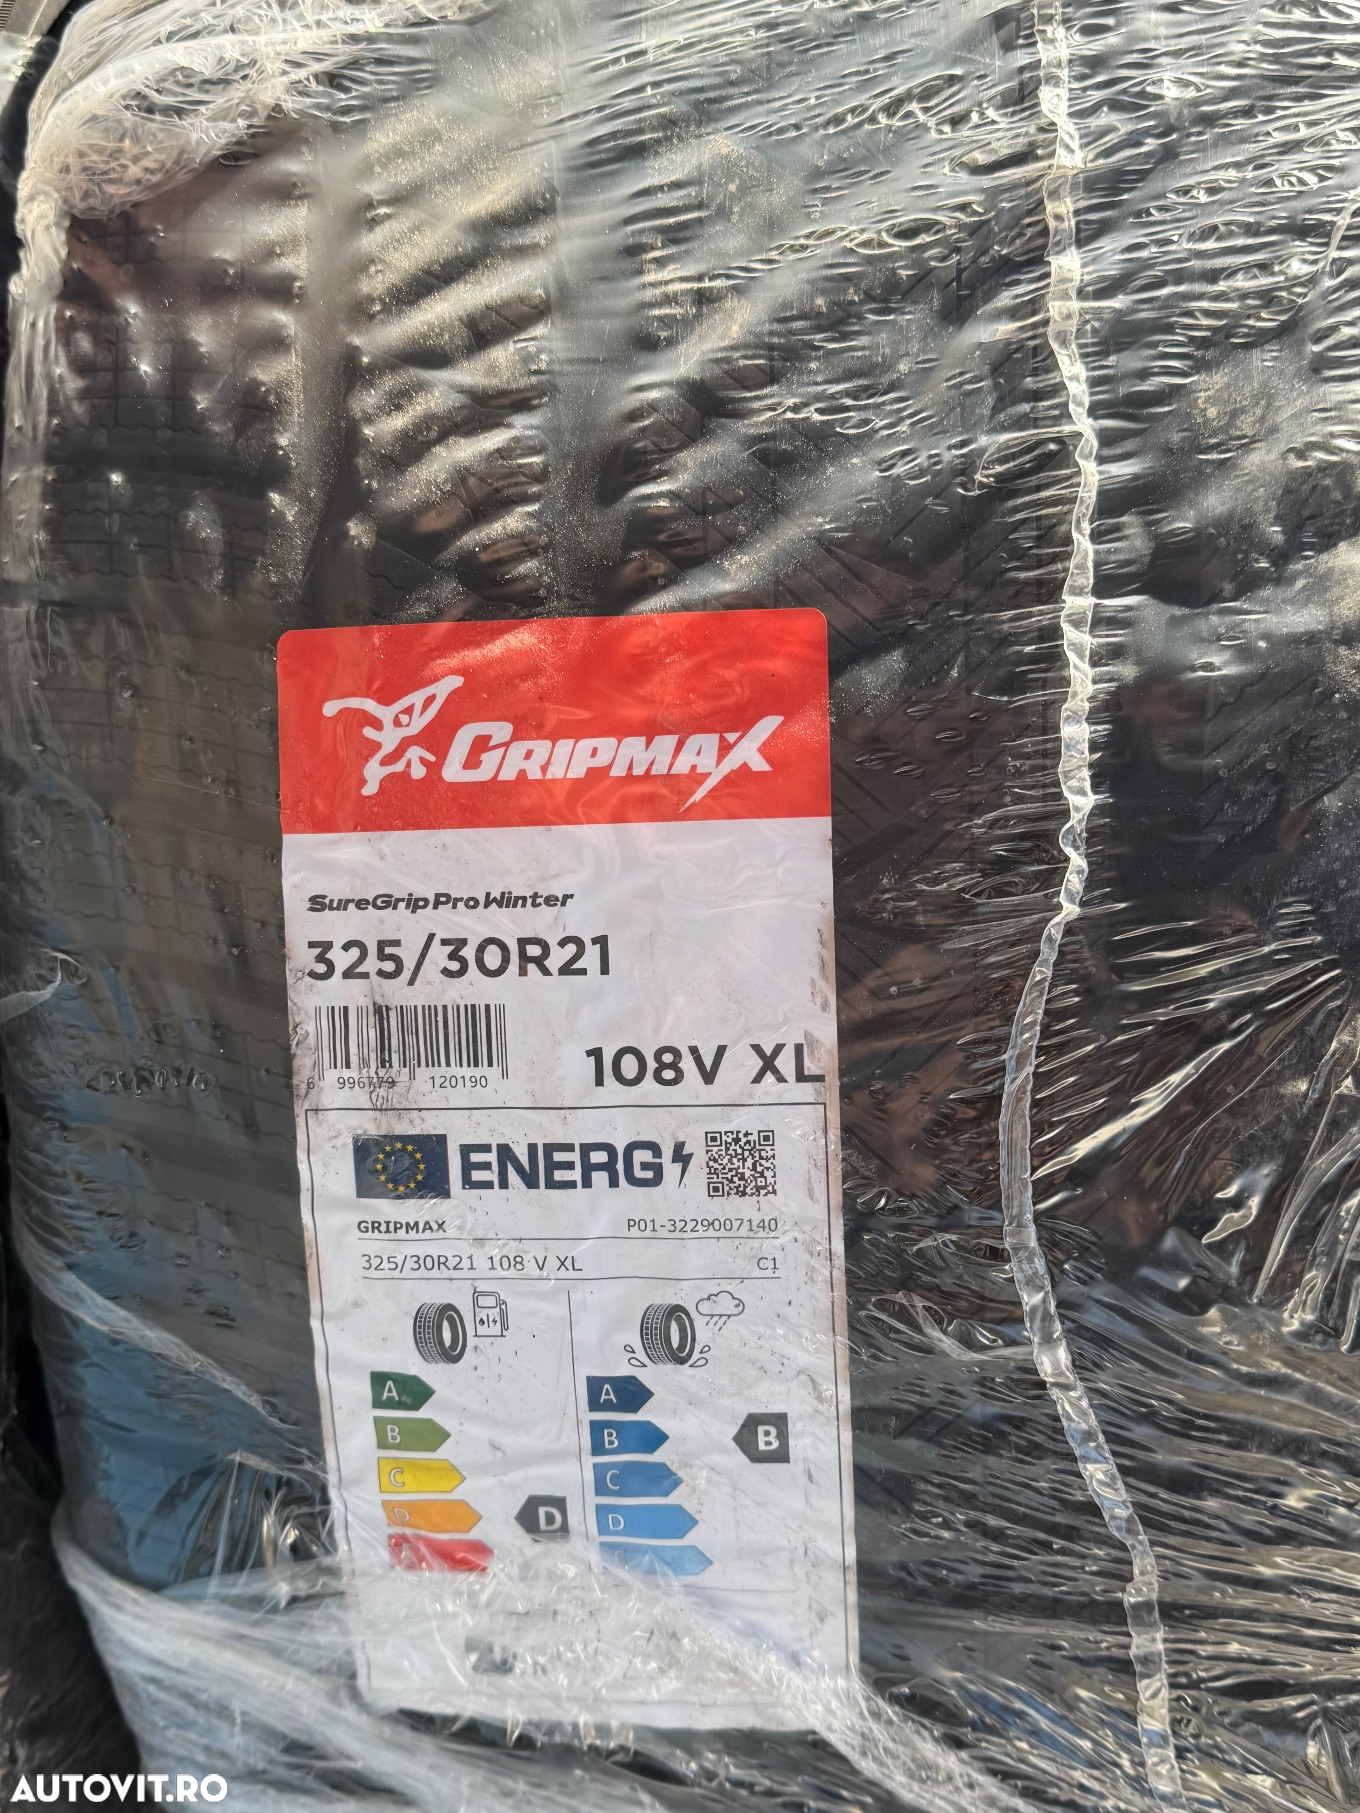 GRIPMAX
SureGrip Pro Winter
325/30R21
6 996779 120190
108V XL
ENERG
GRIPMAX P01-3229007140
325/30R21 108 V XL C1
A A
B B B
C C
D D D
AUTOVIT.RO